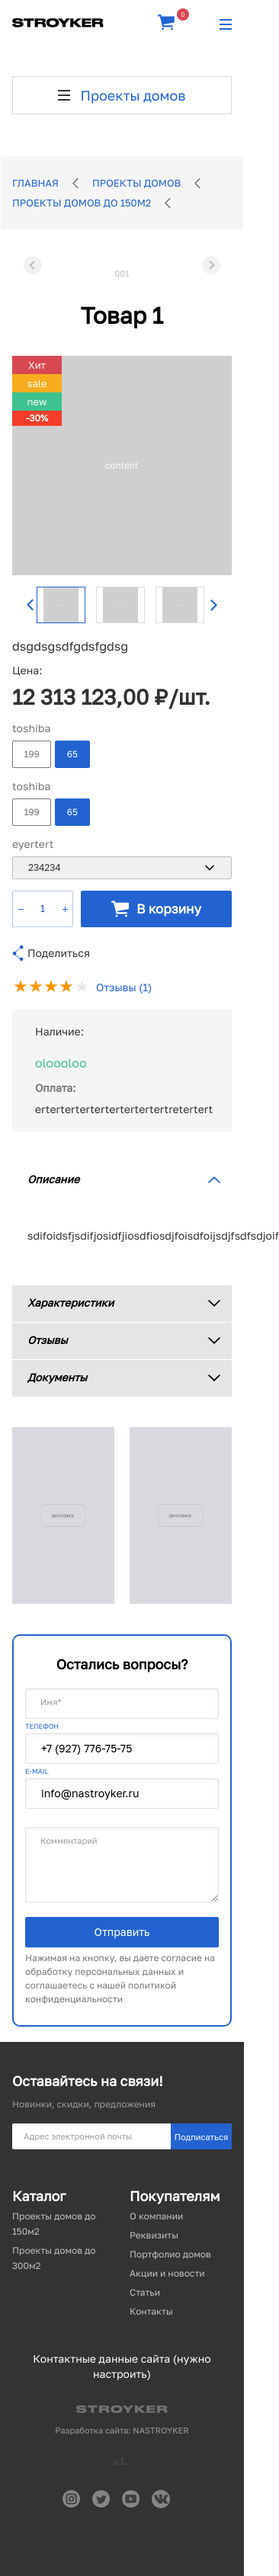 STROYKER
0
Проекты домов
ГЛАВНАЯ ПРОЕКТЫ ДОМОВ
ПРОЕКТЫ ДОМОВ ДО 150М2
001
Товар 1
Хит
sale
new
-30%
content
dsgdsgsdfgdsfgdsg
Цена:
12 313 123,00 ₽/шт.
toshiba
199 65
toshiba
199 65
eyertert
234234
− 1 + В корзину
Поделиться
Отзывы (1)
Наличие:
oloooloo
Оплата:
ertertertertertertertertretertert
Описание
sdifoidsfjsdifjosidfjiosdfiosdjfoisdfoijsdjfsdfsdjoif
Характеристики
Отзывы
Документы
реклама реклама
Остались вопросы?
Имя*
ТЕЛЕФОН
+7 (927) 776-75-75
E-MAIL
info@nastroyker.ru
Комментарий
Отправить
Нажимая на кнопку, вы даете согласие на
обработку персональных данных и
соглашаетесь с нашей политикой
конфиденциальности
Оставайтесь на связи!
Новинки, скидки, предложения
Адрес электронной почты Подписаться
Каталог
Проекты домов до
150м2
Проекты домов до
300м2
Покупателям
О компании
Реквизиты
Портфолио домов
Акции и новости
Статьи
Контакты
Контактные данные сайта (нужно
настроить)
STROYKER
Разработка сайта: NASTROYKER
v.1.